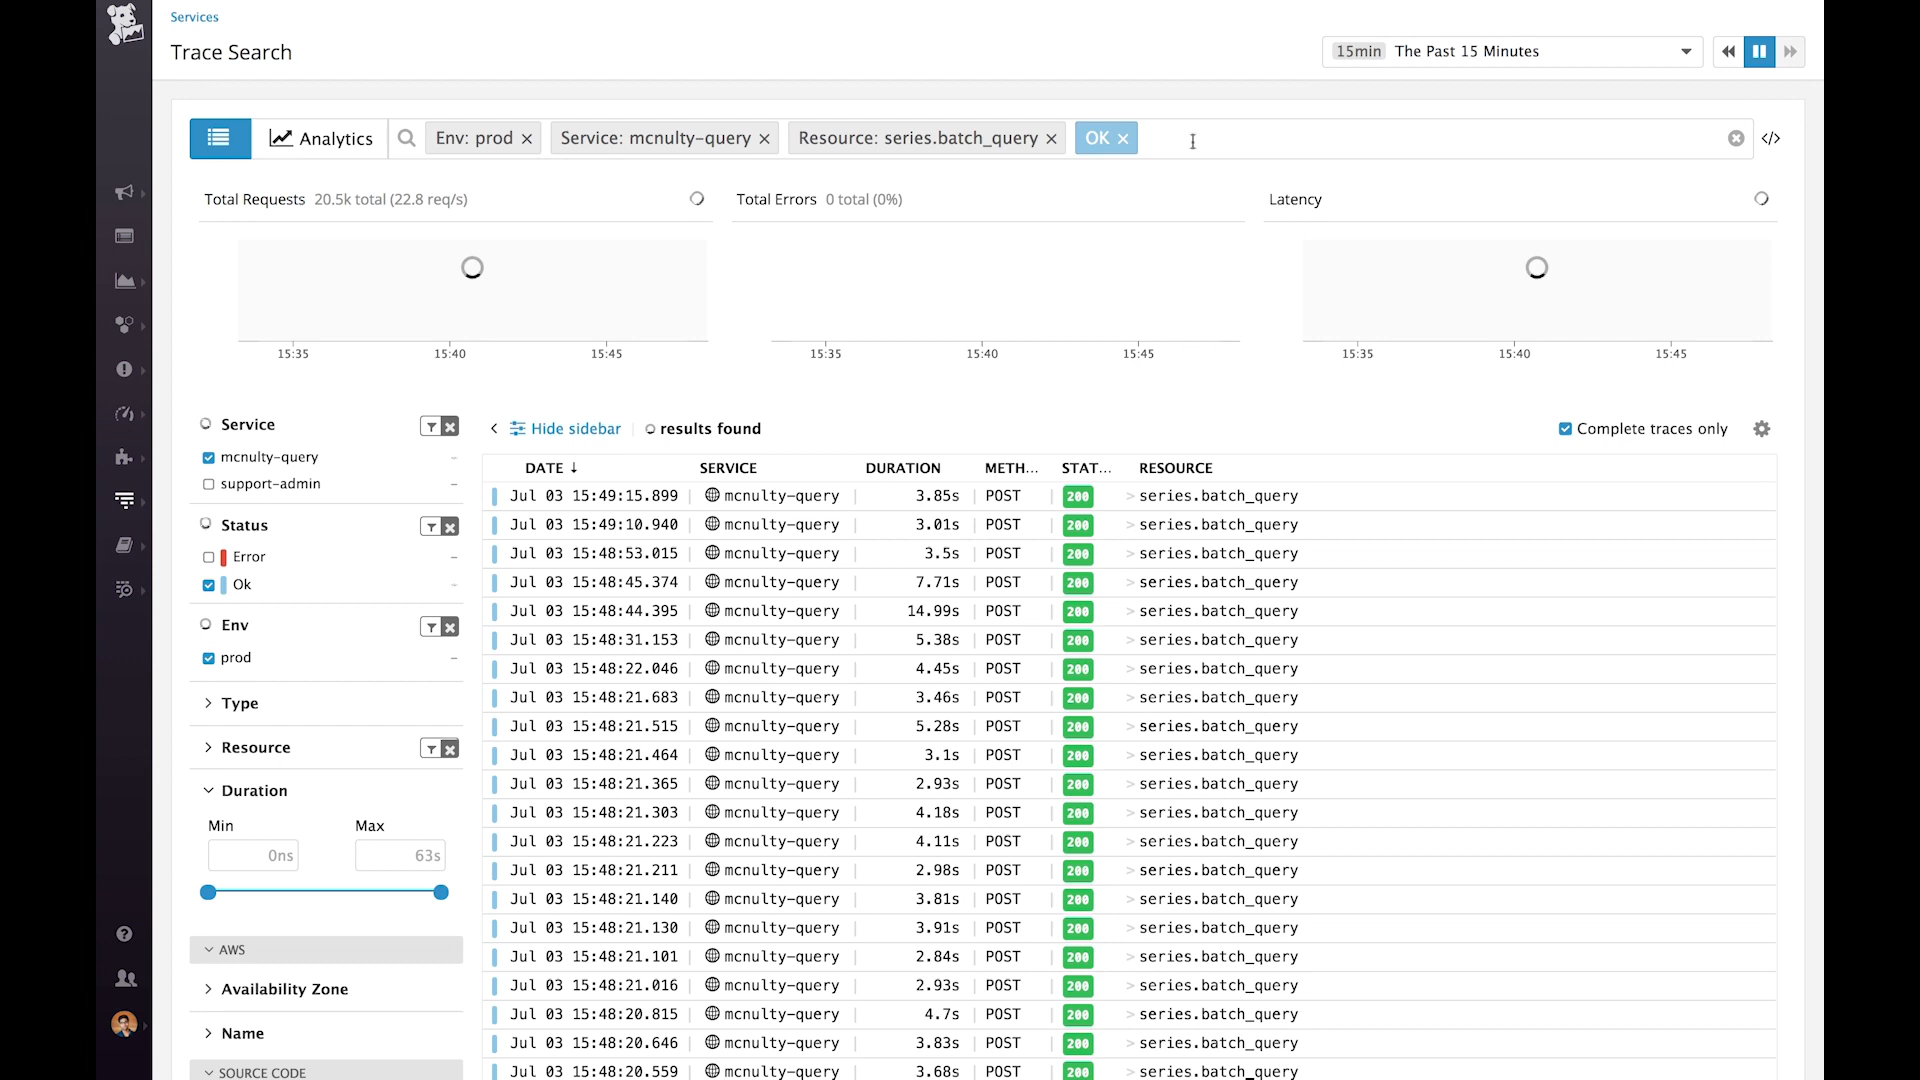 Services
Trace Search
15min The Past 15 Minutes
Analytics Env: prod × Service: mcnulty-query × Resource: series.batch_query × OK × </>
Total Requests 20.5k total (22.8 req/s)
Total Errors 0 total (0%)
Latency
15:35 15:40 15:45
15:35 15:40 15:45
15:35 15:40 15:45
Service
mcnulty-query –
support-admin –
Status
Error –
Ok –
Env
prod –
Type
Resource
Duration
Min Max
0ns 63s
AWS
Availability Zone
Name
SOURCE CODE
Hide sidebar results found Complete traces only
DATE ↓ SERVICE DURATION METH... STAT... RESOURCE
Jul 03 15:49:15.899 mcnulty-query 3.85s POST 200 > series.batch_query
Jul 03 15:49:10.940 mcnulty-query 3.01s POST 200 > series.batch_query
Jul 03 15:48:53.015 mcnulty-query 3.5s POST 200 > series.batch_query
Jul 03 15:48:45.374 mcnulty-query 7.71s POST 200 > series.batch_query
Jul 03 15:48:44.395 mcnulty-query 14.99s POST 200 > series.batch_query
Jul 03 15:48:31.153 mcnulty-query 5.38s POST 200 > series.batch_query
Jul 03 15:48:22.046 mcnulty-query 4.45s POST 200 > series.batch_query
Jul 03 15:48:21.683 mcnulty-query 3.46s POST 200 > series.batch_query
Jul 03 15:48:21.515 mcnulty-query 5.28s POST 200 > series.batch_query
Jul 03 15:48:21.464 mcnulty-query 3.1s POST 200 > series.batch_query
Jul 03 15:48:21.365 mcnulty-query 2.93s POST 200 > series.batch_query
Jul 03 15:48:21.303 mcnulty-query 4.18s POST 200 > series.batch_query
Jul 03 15:48:21.223 mcnulty-query 4.11s POST 200 > series.batch_query
Jul 03 15:48:21.211 mcnulty-query 2.98s POST 200 > series.batch_query
Jul 03 15:48:21.140 mcnulty-query 3.81s POST 200 > series.batch_query
Jul 03 15:48:21.130 mcnulty-query 3.91s POST 200 > series.batch_query
Jul 03 15:48:21.101 mcnulty-query 2.84s POST 200 > series.batch_query
Jul 03 15:48:21.016 mcnulty-query 2.93s POST 200 > series.batch_query
Jul 03 15:48:20.815 mcnulty-query 4.7s POST 200 > series.batch_query
Jul 03 15:48:20.646 mcnulty-query 3.83s POST 200 > series.batch_query
Jul 03 15:48:20.559 mcnulty-query 3.68s POST 200 > series.batch_query